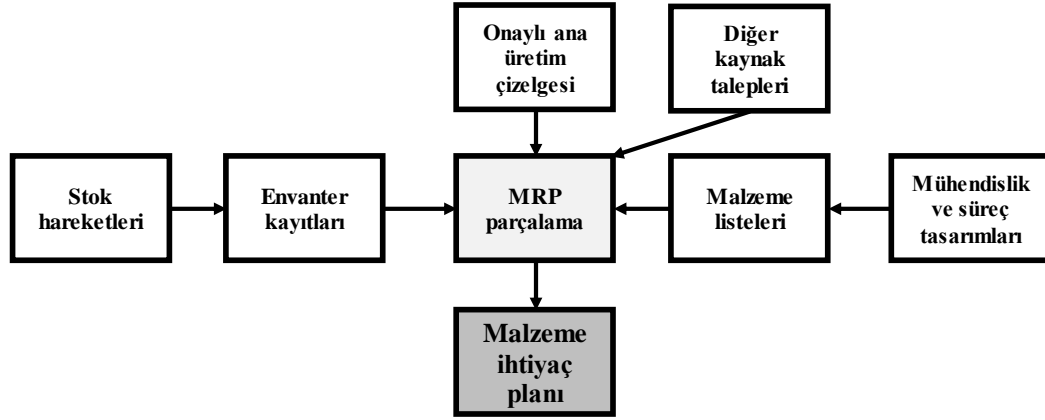 Onaylı ana
üretim
çizelgesi
Diğer
kaynak
talepleri
Stok
hareketleri
Envanter
kayıtları
MRP
parçalama
Malzeme
listeleri
Mühendislik
ve süreç
tasarımları
Malzeme
ihtiyaç
planı